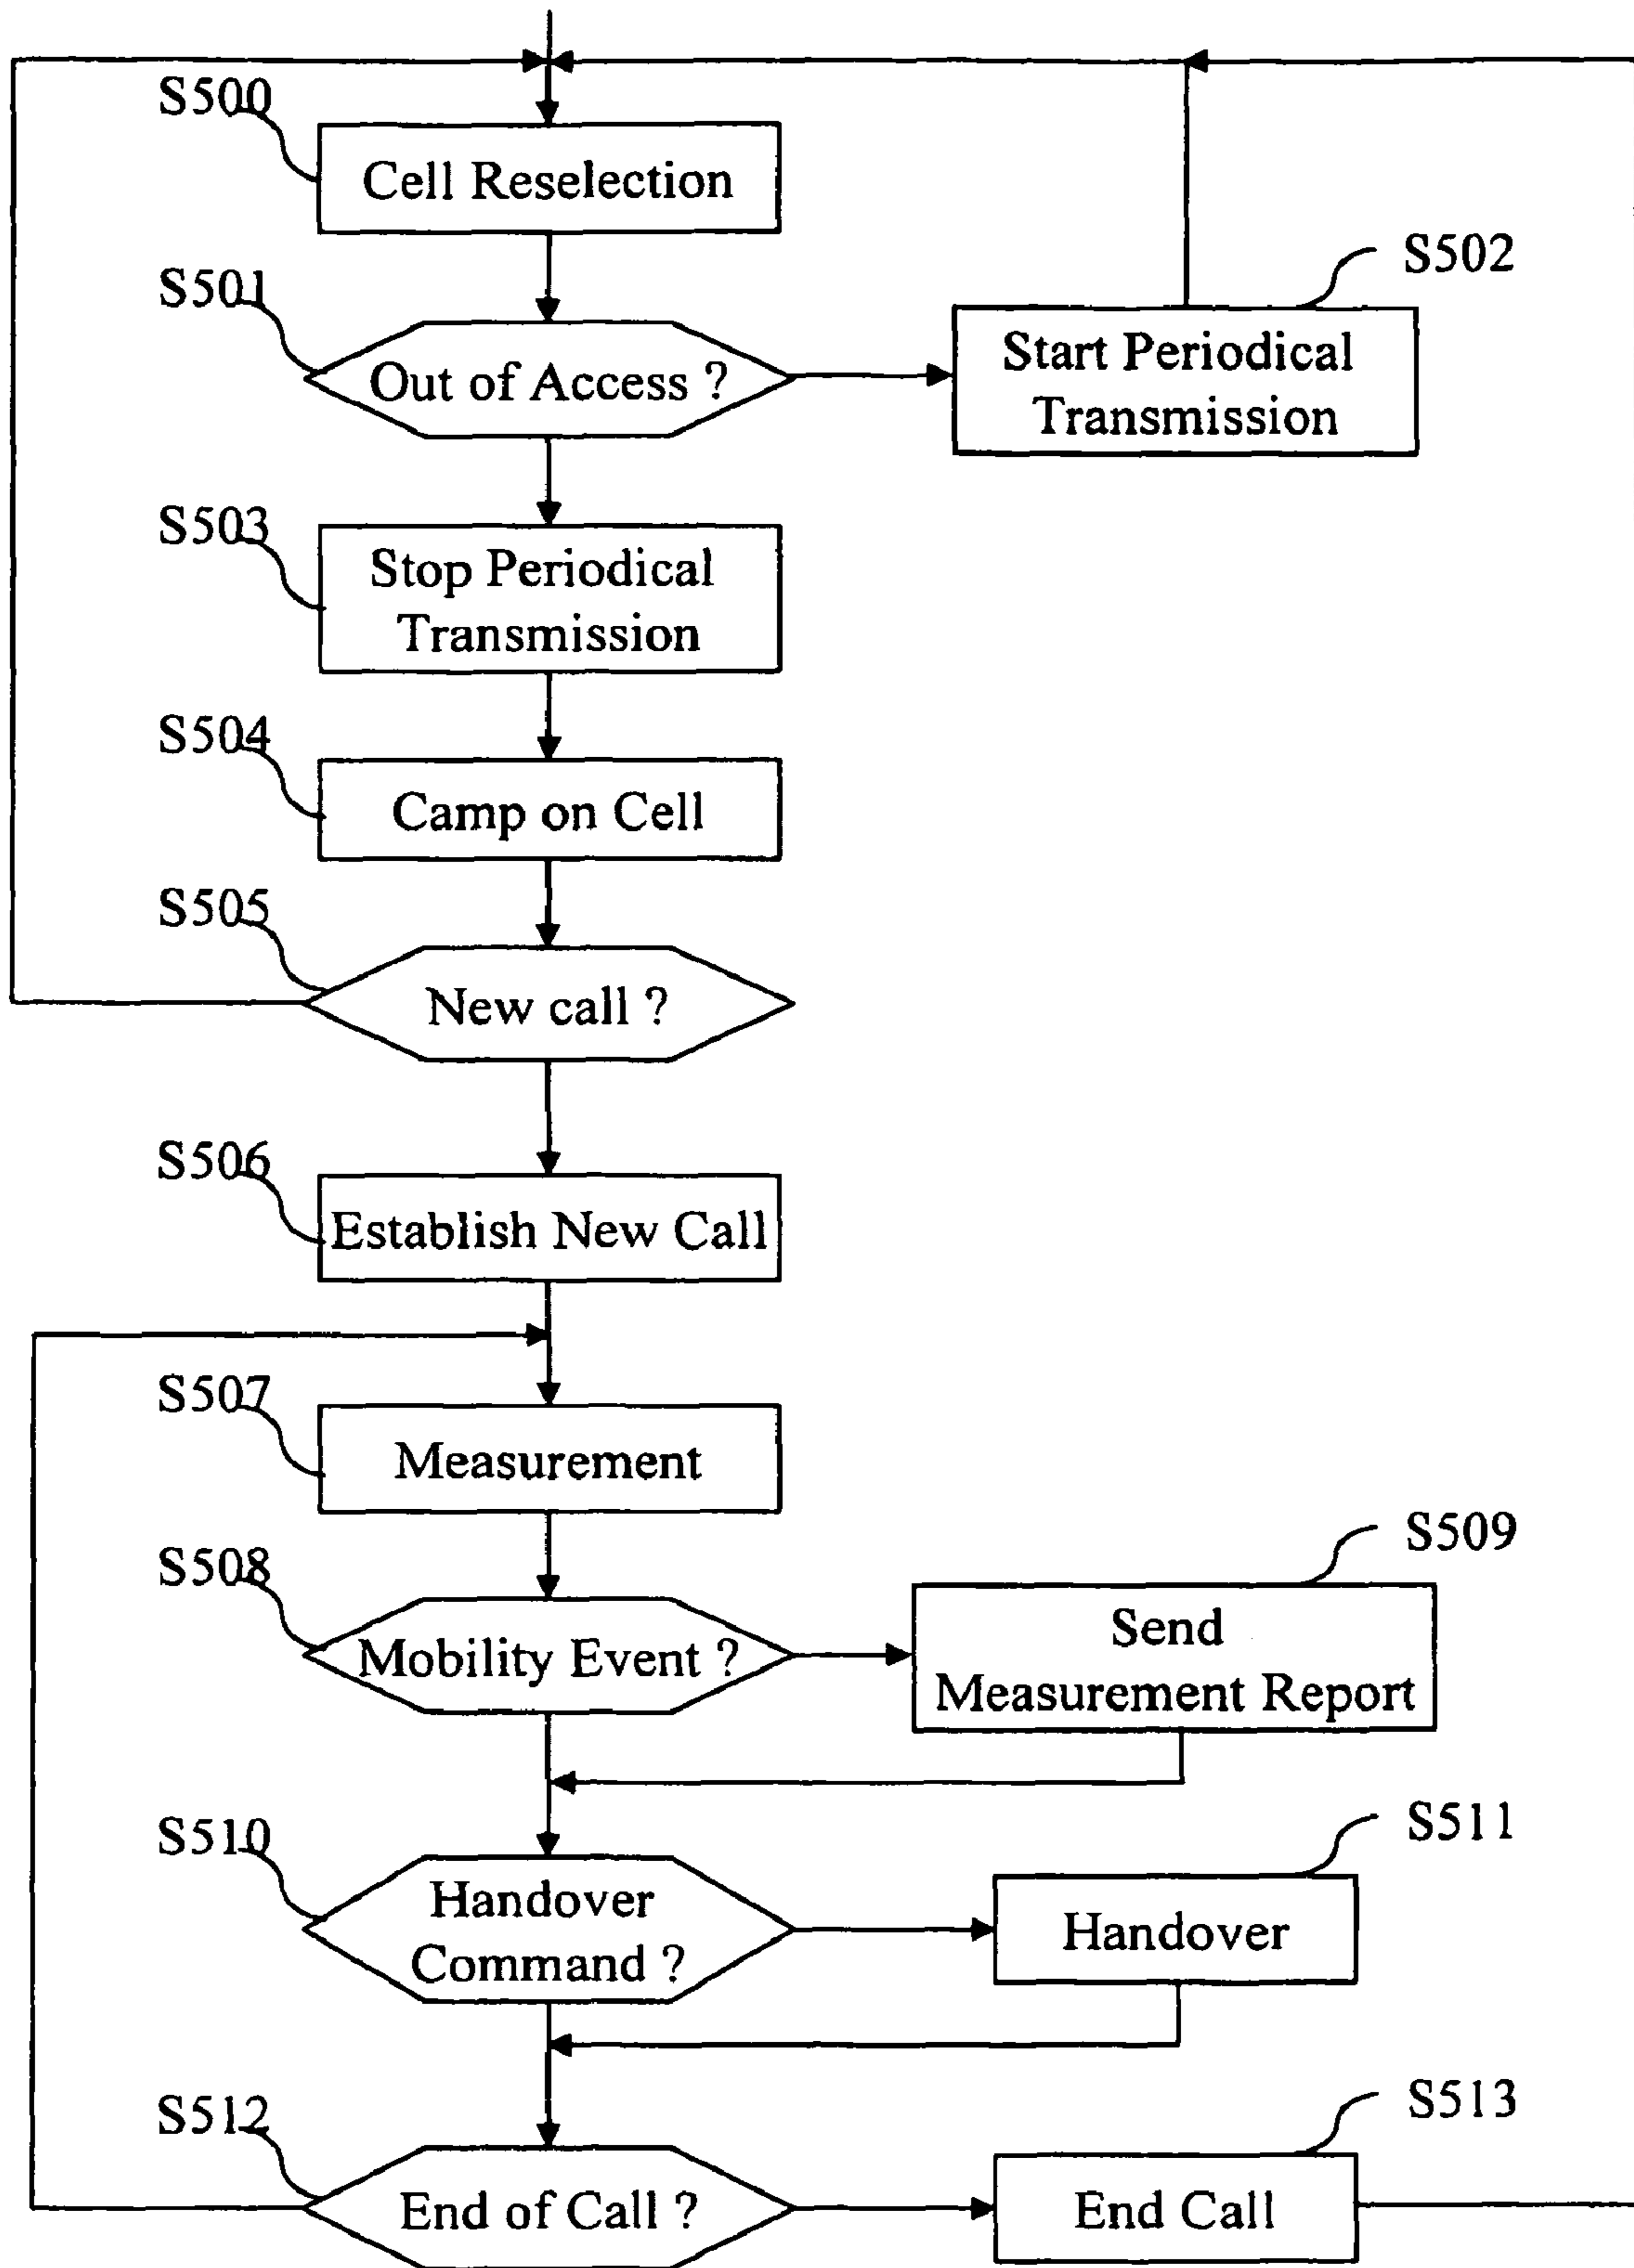 S500
Cell Reselection
S501
Out of Access ?
S502
Start Periodical
Transmission
S503
Stop Periodical
Transmission
S504
Camp on Cell
S505
New call ?
S506
Establish New Call
S507
Measurement
S508
Mobility Event ?
S509
Send
Measurement Report
S510
Handover
Command ?
S511
Handover
S512
End of Call ?
S513
End Call